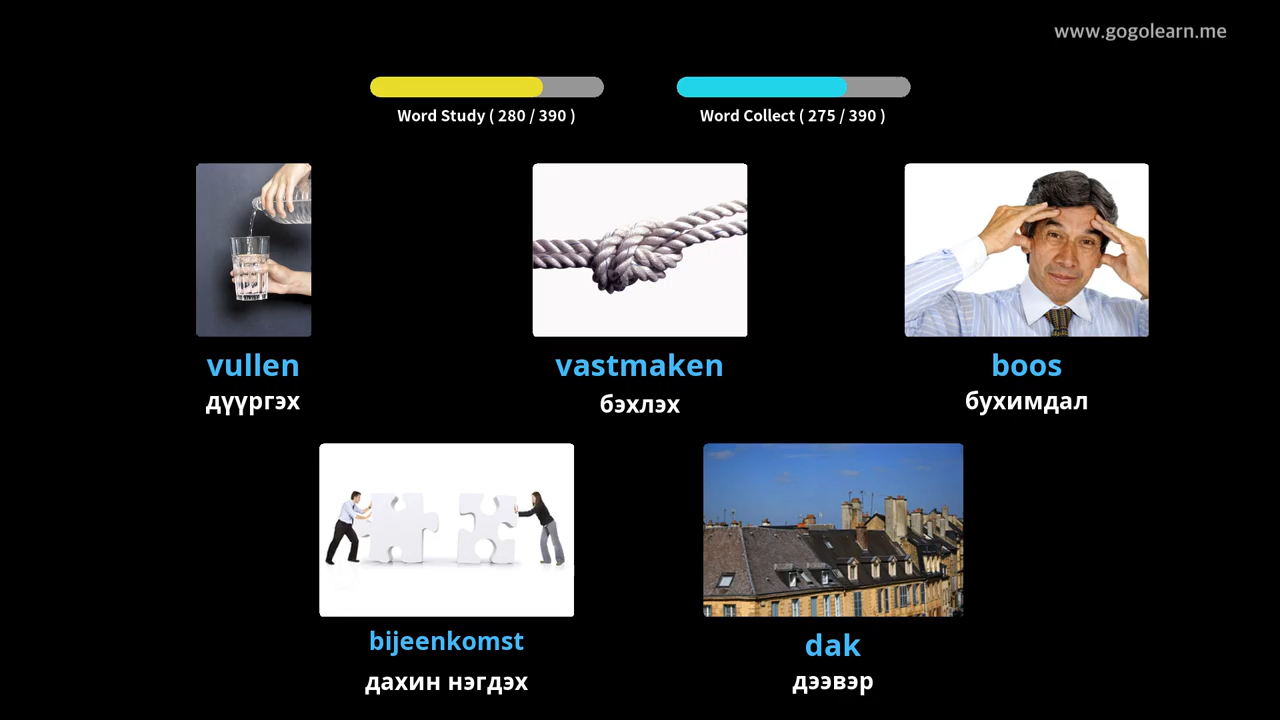 www.gogolearn.me
Word Study ( 280 / 390 )
Word Collect ( 275 / 390 )
vullen
дүүргэх
vastmaken
бэхлэх
boos
бухимдал
bijeenkomst
дахин нэгдэх
dak
дээвэр